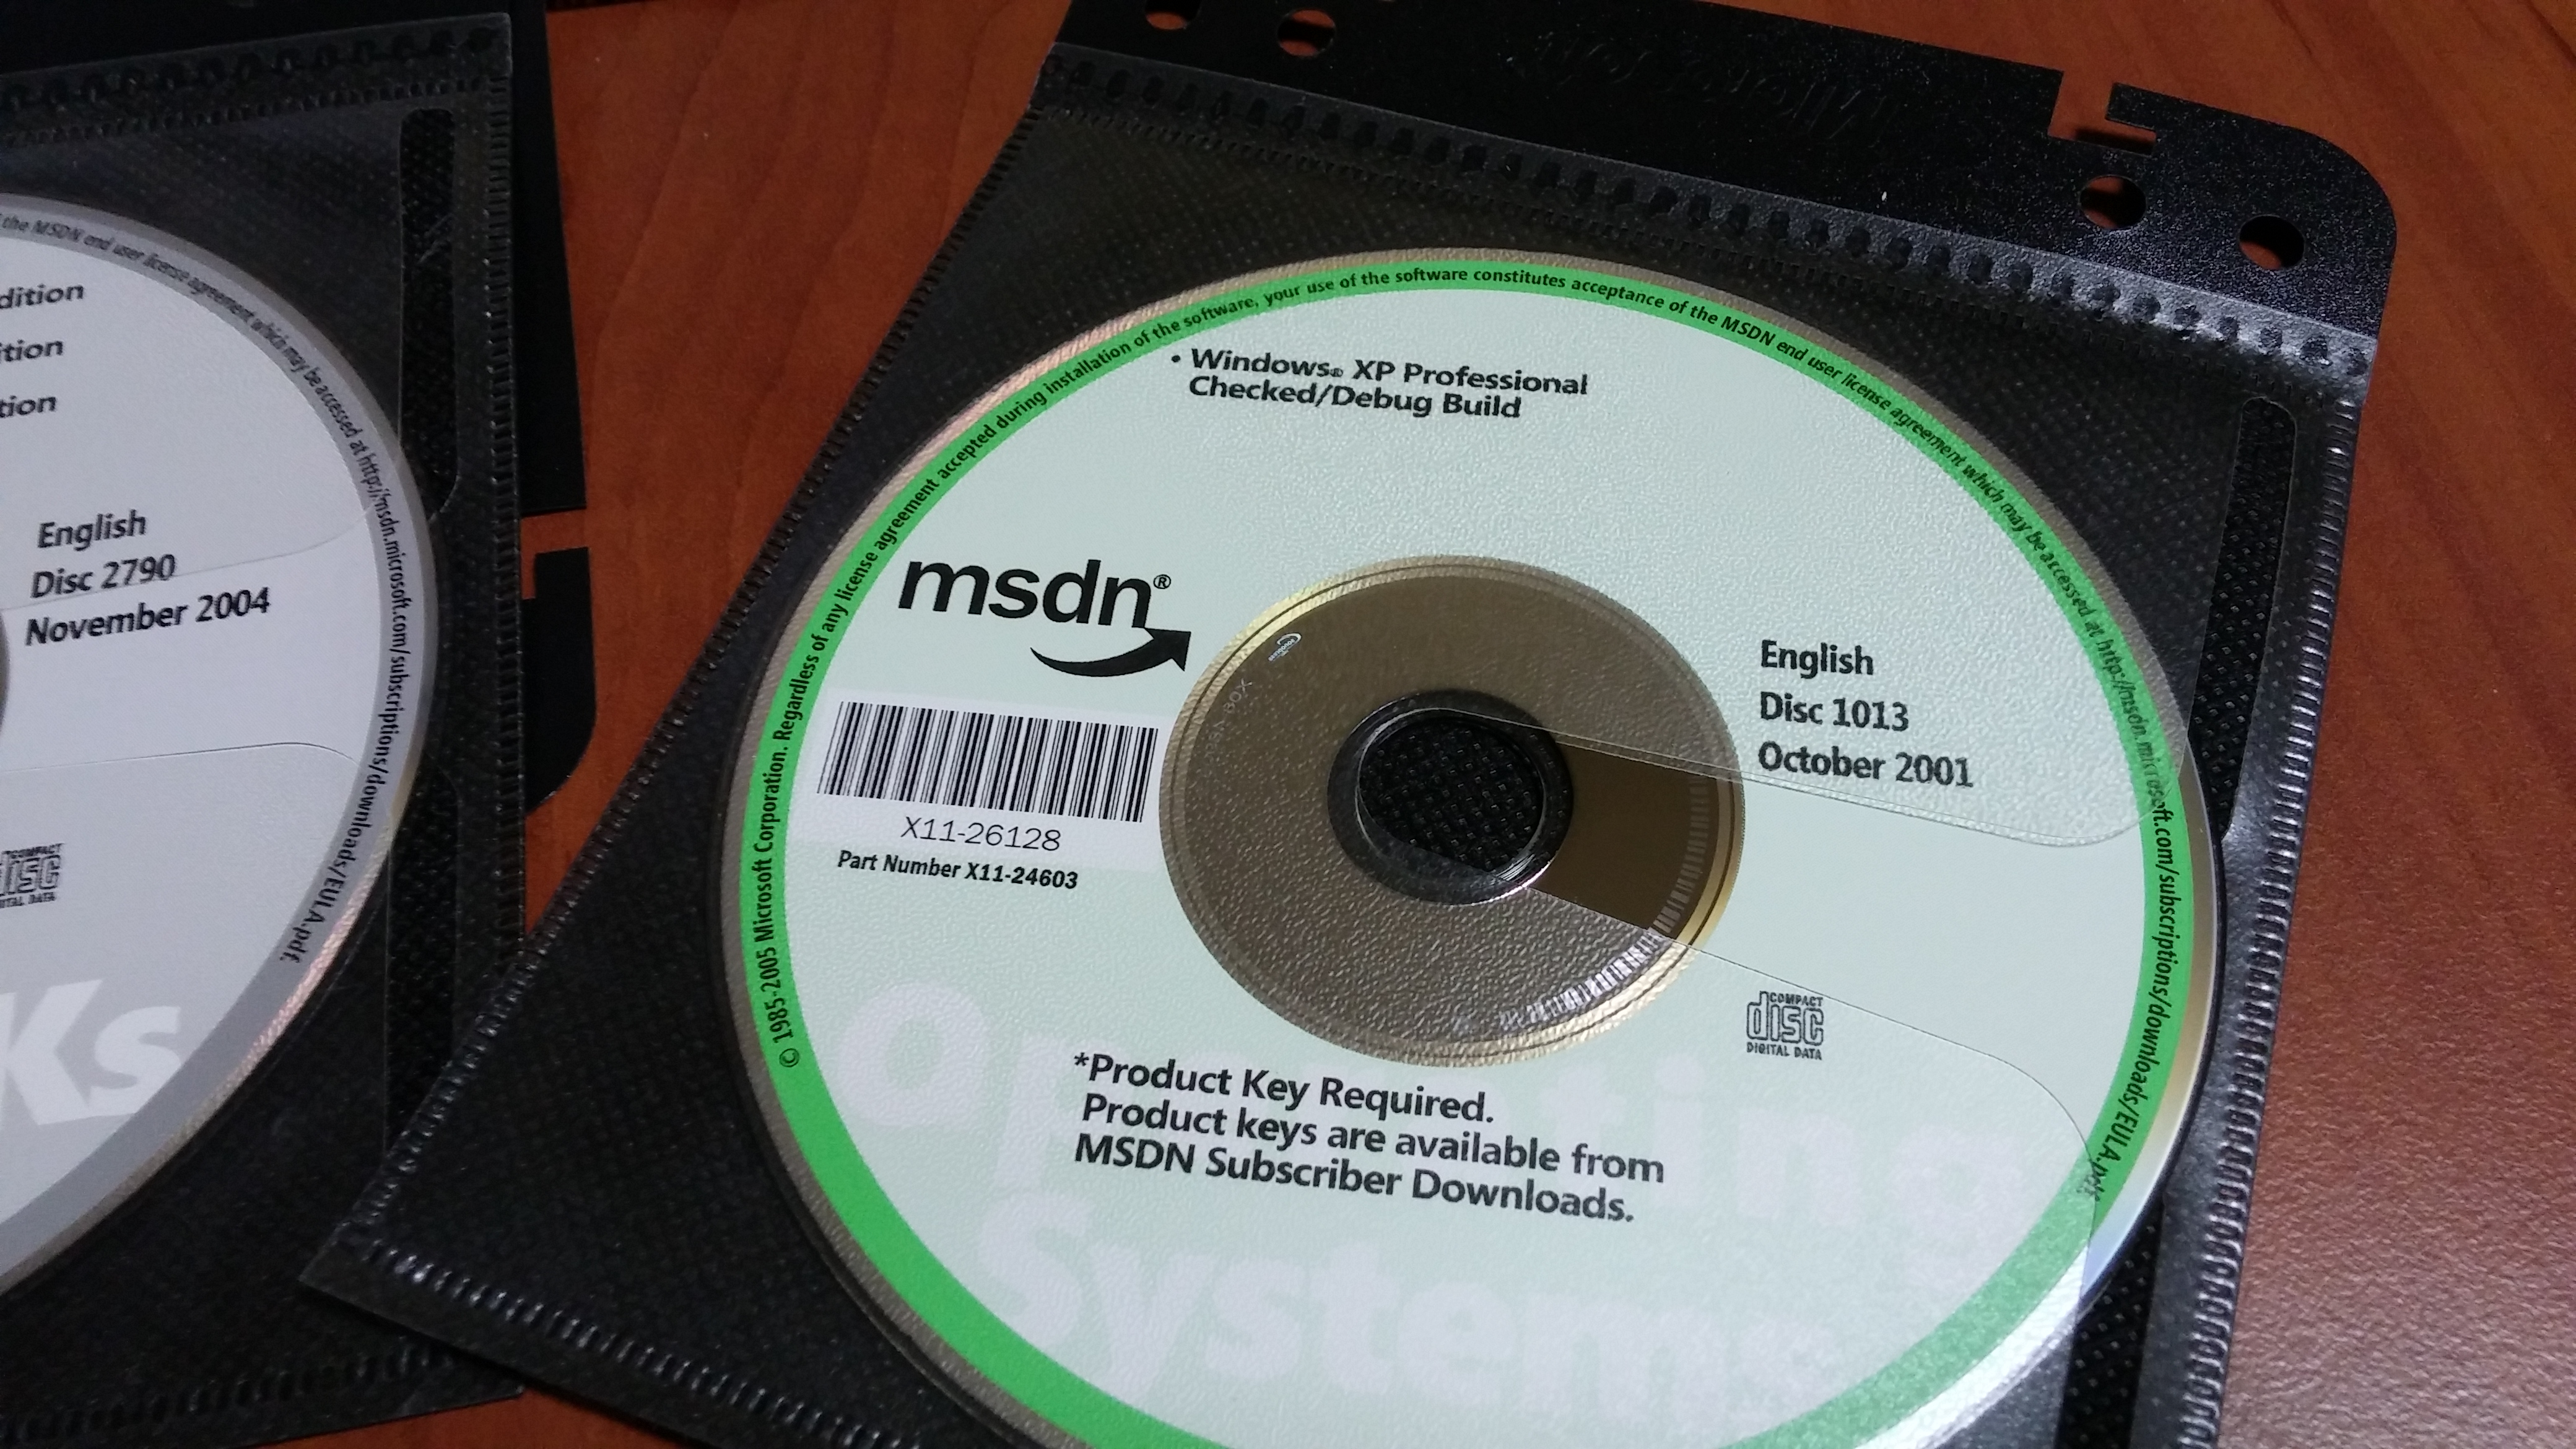 the MSDN end user license agreement which may be accessed at http://msdn.microsoft.com/subscriptions/downloads/EULA.pdf.
dition
ition
tion
English
Disc 2790
November 2004
COMPACT
disc
DIGITAL DATA
Ks
Microsoft
© 1985-2005 Microsoft Corporation. Regardless of any license agreement accepted during installation of the software, your use of the software constitutes acceptance of the MSDN end user license agreement which may be accessed at http://msdn.microsoft.com/subscriptions/downloads/EULA.pdf.
• Windows® XP Professional
Checked/Debug Build
msdn®
English
Disc 1013
October 2001
X11-26128
Part Number X11-24603
COMPACT
disc
DIGITAL DATA
*Product Key Required.
Product keys are available from
MSDN Subscriber Downloads.
Operating
Systems